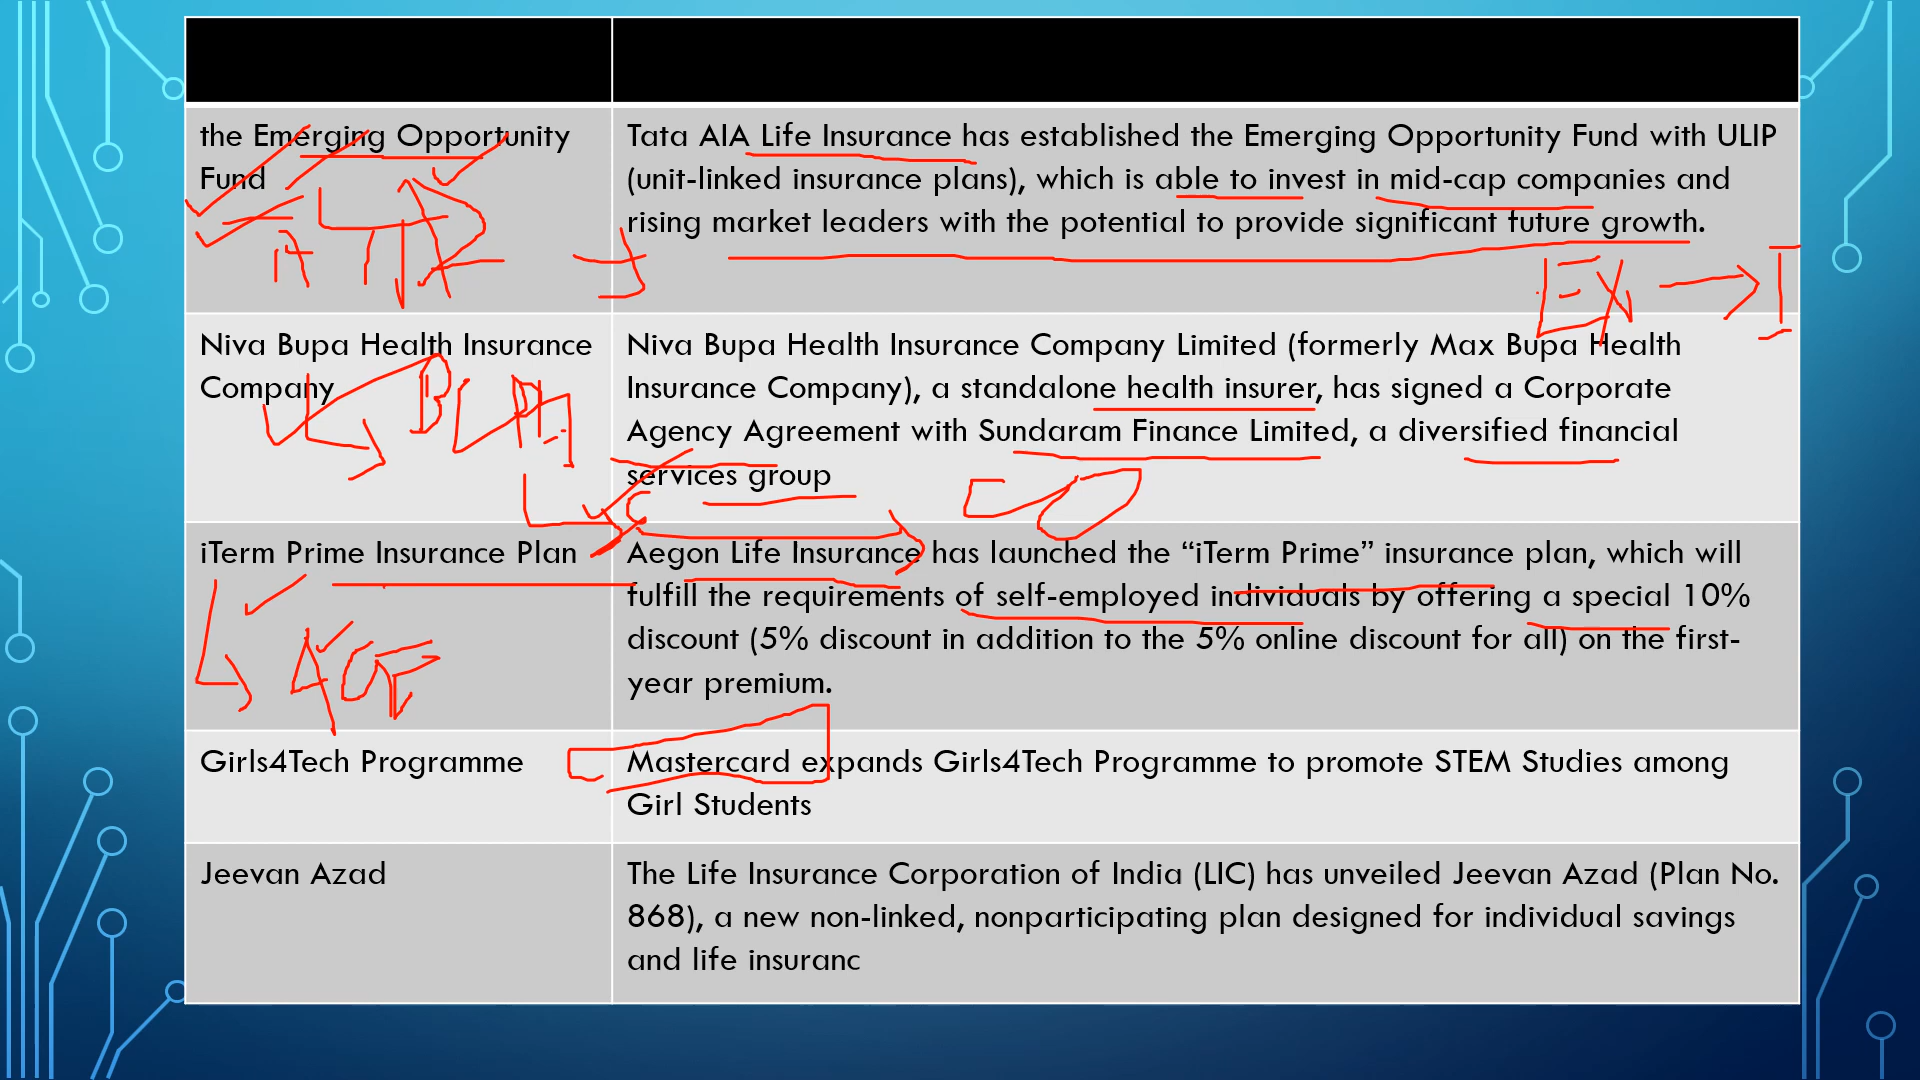 the Emerging Opportunity
Fund
Tata AIA Life Insurance has established the Emerging Opportunity Fund with ULIP
(unit-linked insurance plans), which is able to invest in mid-cap companies and
rising market leaders with the potential to provide significant future growth.
Niva Bupa Health Insurance
Company
Niva Bupa Health Insurance Company Limited (formerly Max Bupa Health
Insurance Company), a standalone health insurer, has signed a Corporate
Agency Agreement with Sundaram Finance Limited, a diversified financial
services group
iTerm Prime Insurance Plan
Aegon Life Insurance has launched the “iTerm Prime” insurance plan, which will
fulfill the requirements of self-employed individuals by offering a special 10%
discount (5% discount in addition to the 5% online discount for all) on the first-
year premium.
Girls4Tech Programme
Mastercard expands Girls4Tech Programme to promote STEM Studies among
Girl Students
Jeevan Azad
The Life Insurance Corporation of India (LIC) has unveiled Jeevan Azad (Plan No.
868), a new non-linked, nonparticipating plan designed for individual savings
and life insuranc